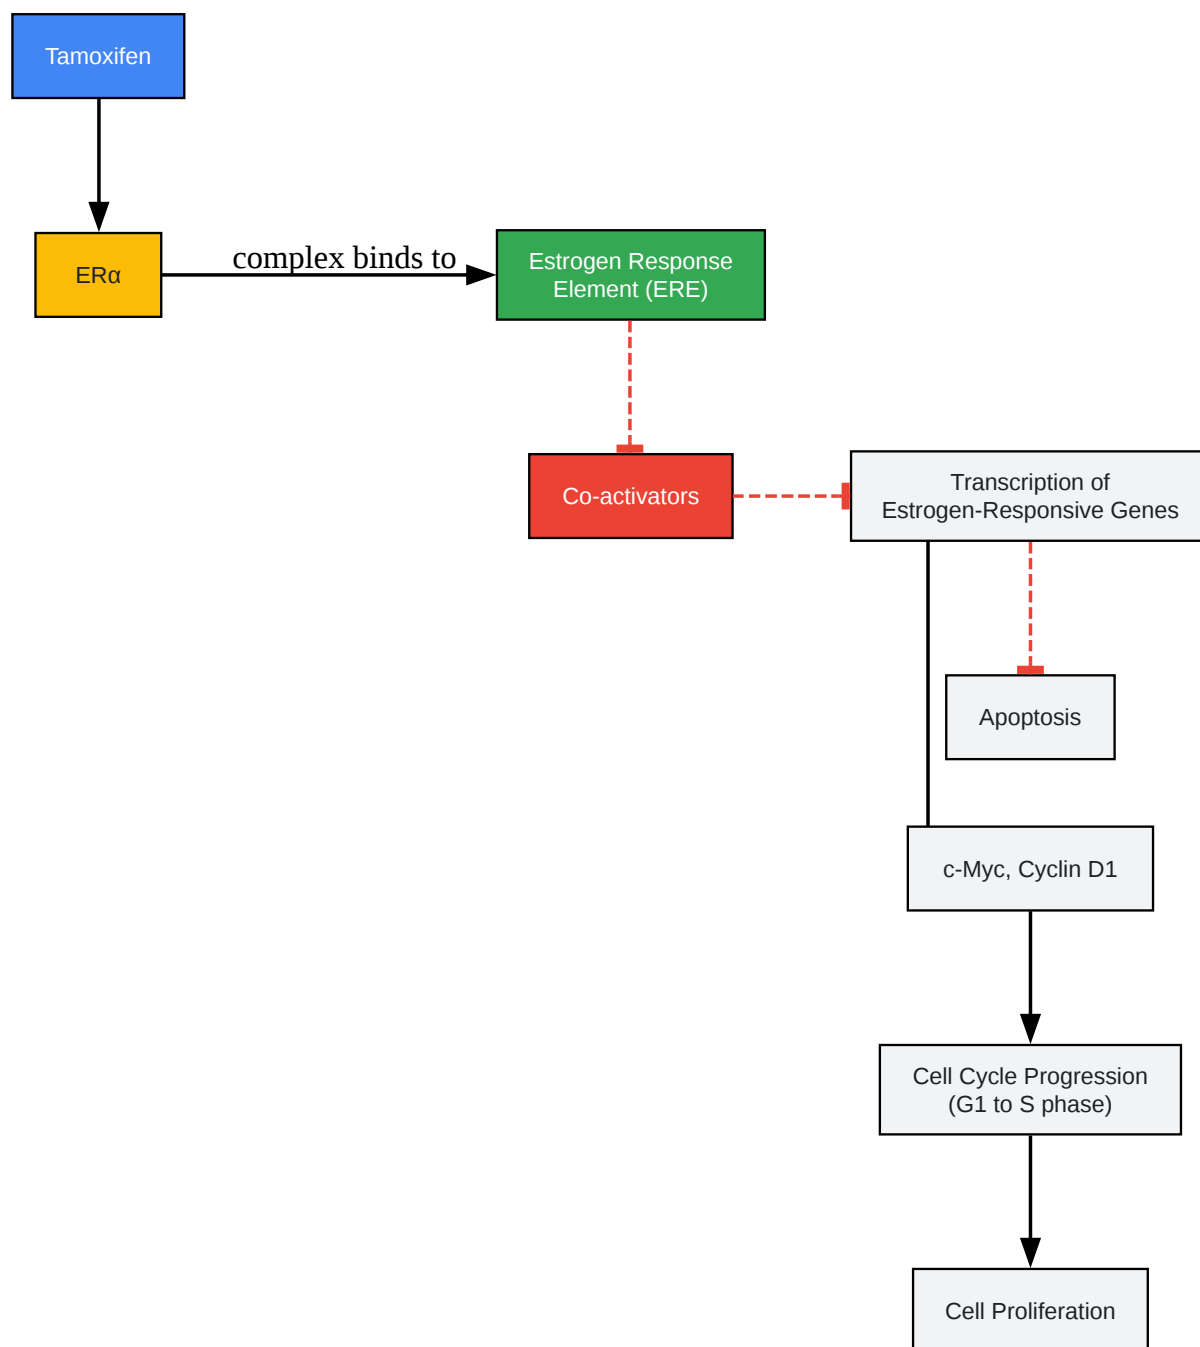 Tamoxifen
ERα
complex binds to
Estrogen Response
Element (ERE)
Co-activators
Transcription of
Estrogen-Responsive Genes
Apoptosis
c-Myc, Cyclin D1
Cell Cycle Progression
(G1 to S phase)
Cell Proliferation